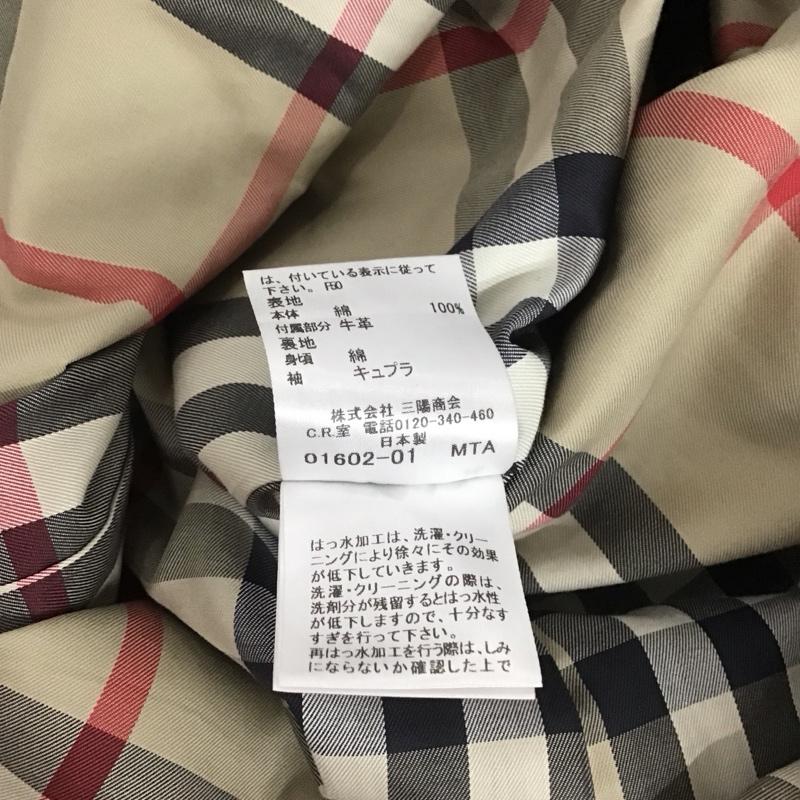 は、付いている表示に従って
下さい。 F50
表地
本体 綿 100%
付属部分 牛革
裏地
身頃 綿
袖 キュプラ
株式会社 三陽商会
C.R.室 電話0120-340-460
日本製
01602-01 MTA
はっ水加工は、洗濯・クリー
ニングにより徐々にその効果
が低下していきます。
洗濯・クリーニングの際は、
洗剤分が残留するとはっ水性
が低下しますので、十分なす
すぎを行って下さい。
再はっ水加工を行う際は、しみ
にならないか確認した上で